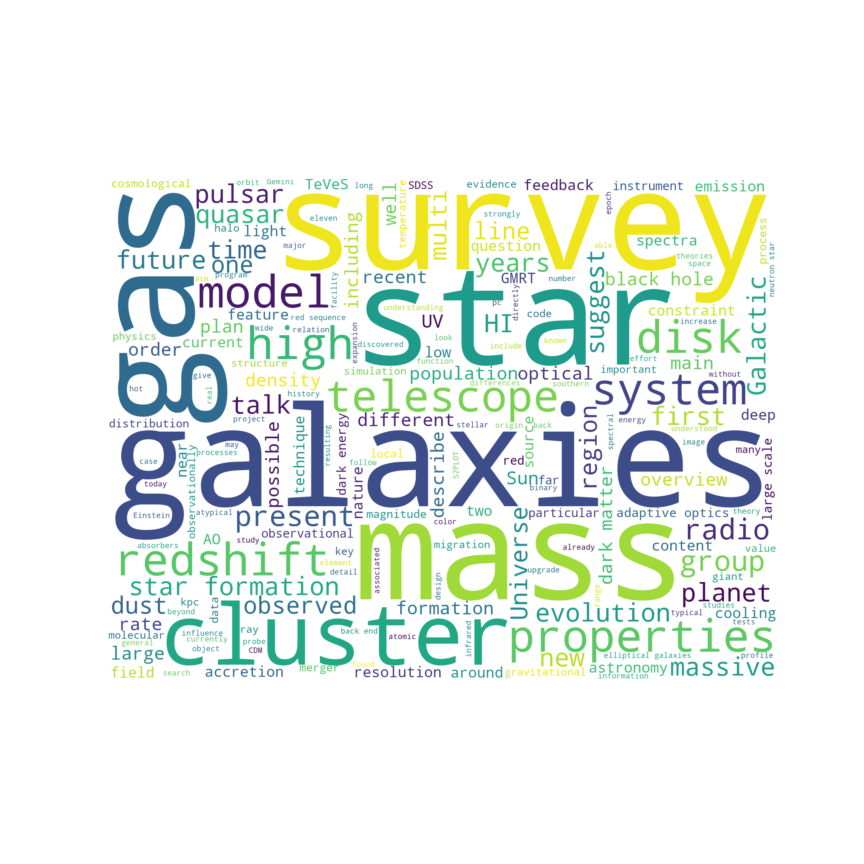 cosmological
orbit
Gemini
TeVeS
long
SDSS
evidence
feedback
instrument
emission
pulsar
survey
gas
quasar
halo
light
eleven
including
well
temperature
multi
strongly
line
epoch
able
spectra
theories
process
future
time
one
major
program
aim
facility
recent
years
question
GMRT
directly
number
suggest
black hole
space
neutron star
model
star
feature
red sequence
understanding
UV
HI
code
constraint
Galactic
physics
plan
current
order
structure
wide
relation
expansion
discovered
low
look
include
known
disk
increase
high
simulation
function
population
optical
important
effort
main
without
hot
give
real
density
history
differences
southern
telescope
system
distribution
project
talk
different
first
deep
galaxies
near
processes
may
possible
technique
resulting
dark energy
nature
local
follow
stellar
describe
origin
back
S2PLOT
source
region
spectral
energy
understood
image
many
large scale
case
today
observationally
red
Sun
far
pc
binary
dark matter
overview
Einstein
atypical
present
magnitude
color
two
particular
adaptive optics
theory
mass
absorbers
AO
study
observational
key
migration
already
Universe
content
value
radio
redshift
element
detail
associated
design
upgrade
range
giant
group
star formation
studies
planet
dust
kpc
data
observed
formation
evolution
typical
tests
cooling
rate
beyond
molecular
influence
ray
back end
atomic
cluster
properties
general
currently
probe
infrared
large
object
CDM
merger
found
new
elliptical galaxies
profile
field
search
accretion
resolution
around
gravitational
astronomy
information
massive